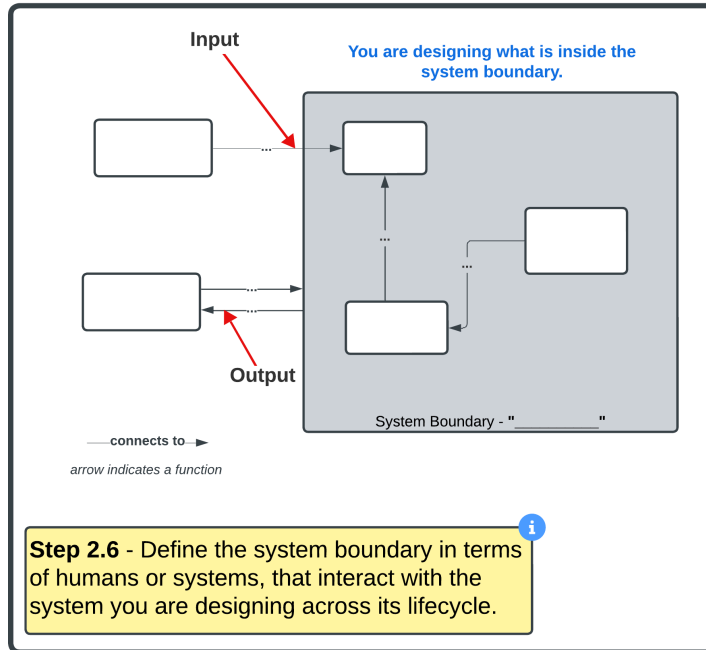 Input
You are designing what is inside the
system boundary.
...
...
...
...
...
Output
System Boundary - "__________"
connects to
arrow indicates a function
i
Step 2.6 - Define the system boundary in terms
of humans or systems, that interact with the
system you are designing across its lifecycle.